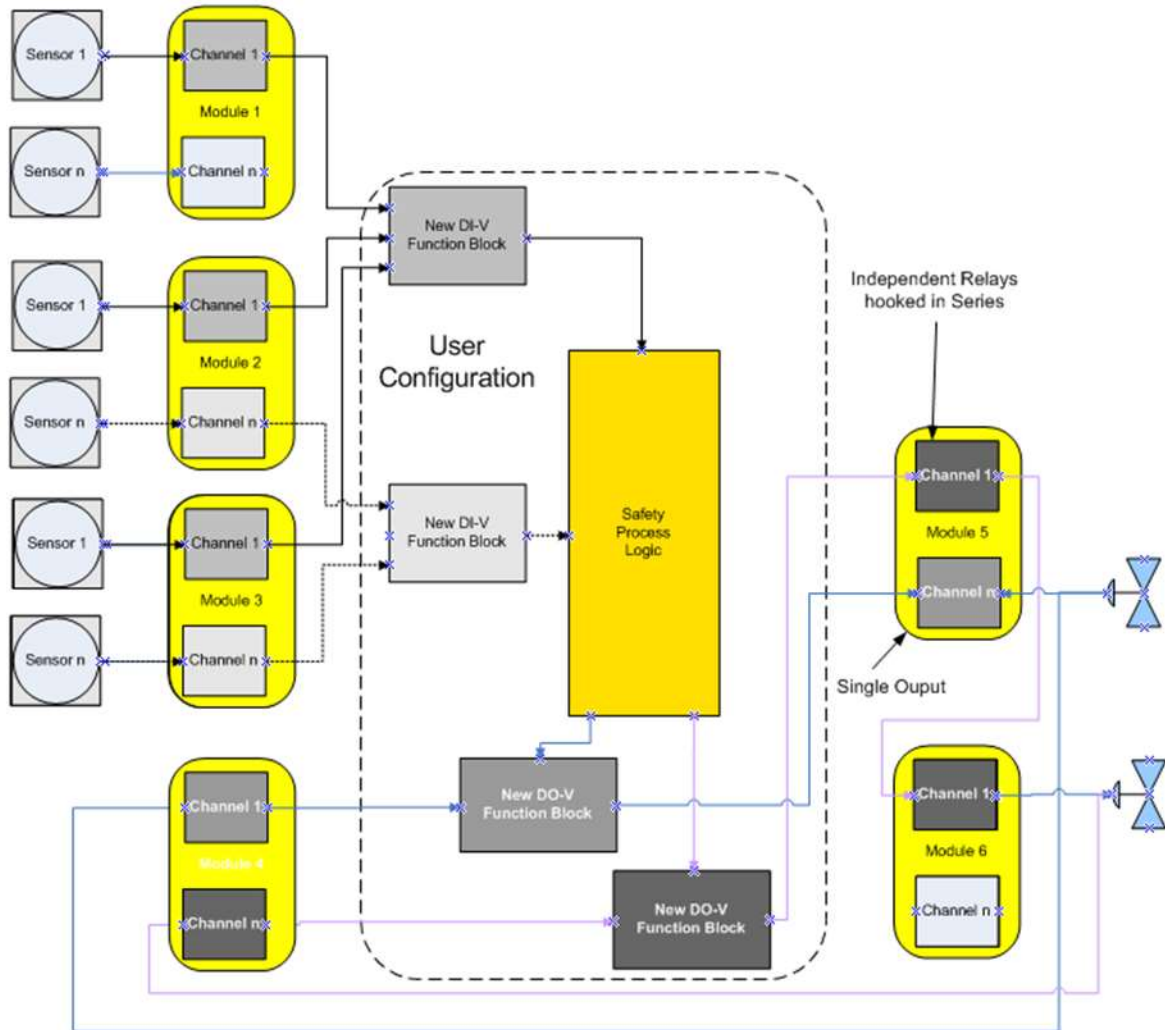 Sensor 1
Channel 1
Module 1
Sensor n
Channel n
New DI-V
Function Block
Sensor 1
Channel 1
Module 2
Sensor n
Channel n
User
Configuration
Independent Relays
hooked in Series
Sensor 1
Channel 1
Module 3
Sensor n
Channel n
New DI-V
Function Block
Safety
Process
Logic
Channel 1
Module 5
Channel n
Single Ouput
Channel 1
Module 4
Channel n
New DO-V
Function Block
New DO-V
Function Block
Channel 1
Module 6
Channel n